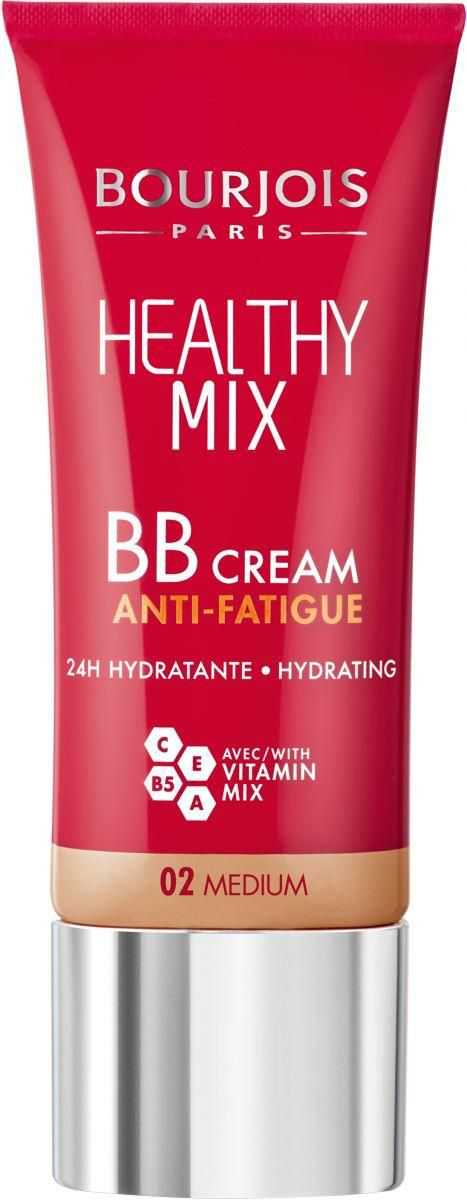 BOURJOIS
PARIS
HEALTHY
MIX
BB CREAM
ANTI-FATIGUE
24H HYDRATANTE • HYDRATING
C
E
B5
A
AVEC/WITH
VITAMIN
MIX
02 MEDIUM